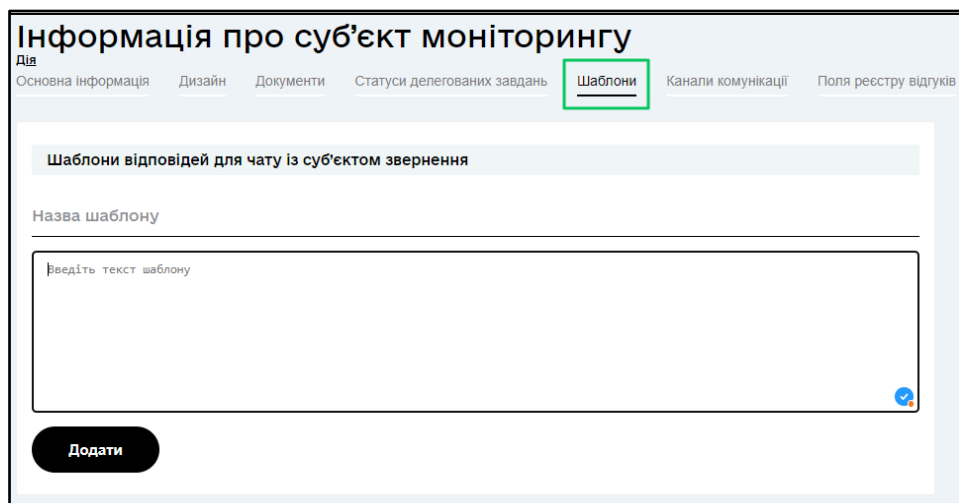 Інформація про суб’єкт моніторингу
Дія
Основна інформація Дизайн Документи Статуси делегованих завдань Шаблони Канали комунікації Поля реєстру відгуків
Шаблони відповідей для чату із суб’єктом звернення
Назва шаблону
Введіть текст шаблону
Додати